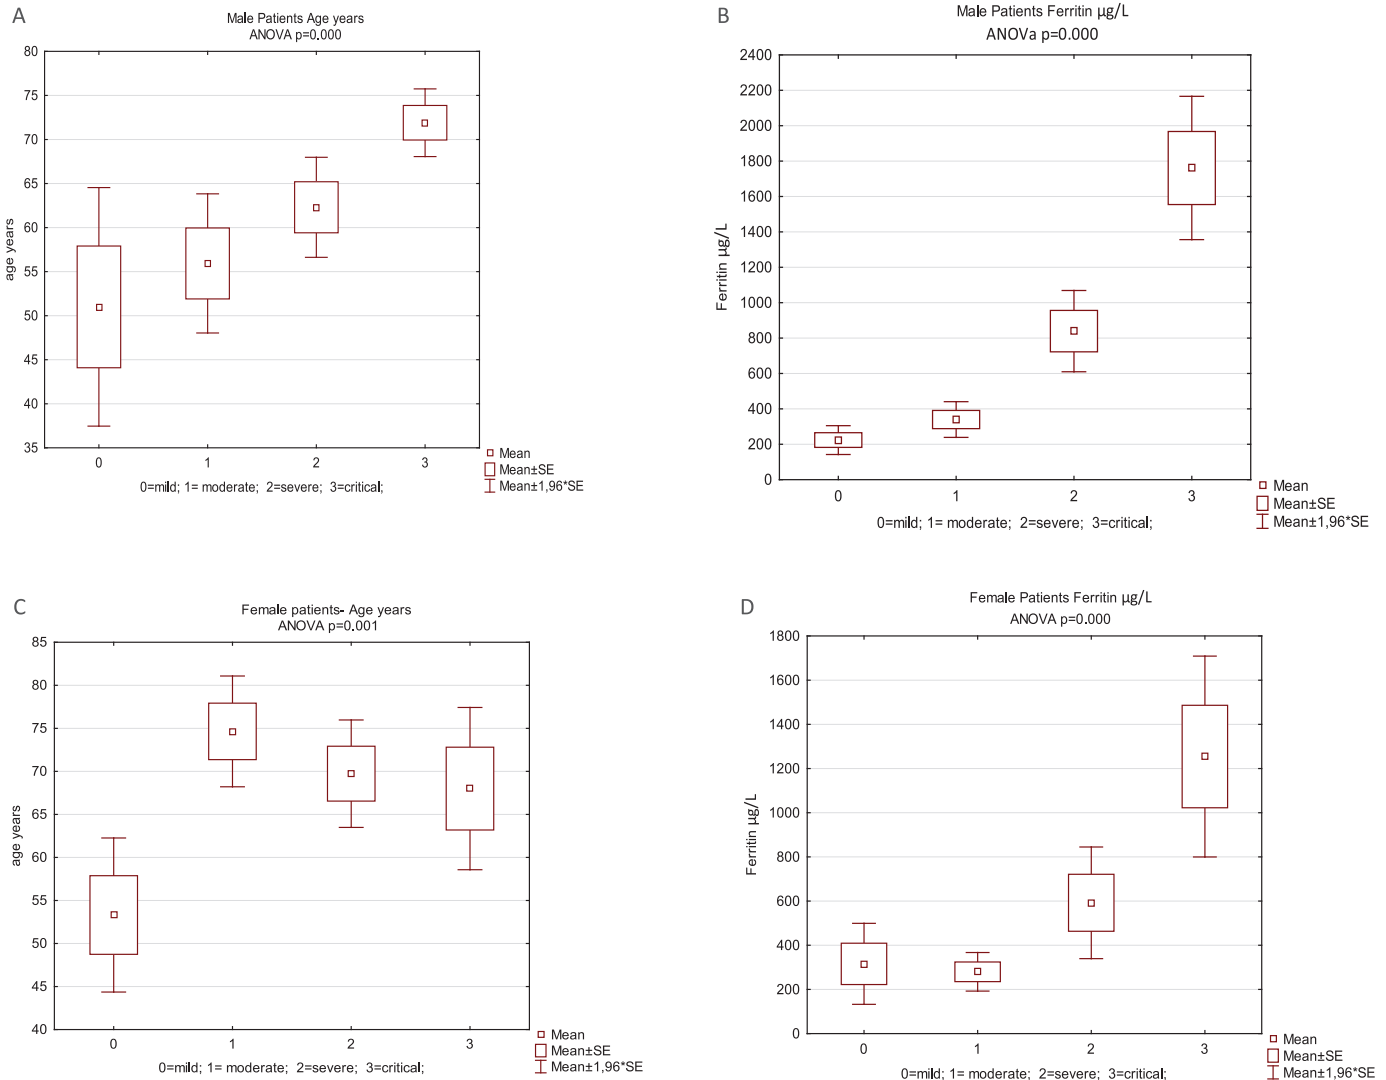 A
Male Patients Age years
ANOVA p=0.000
80
75
70
65
60
55
50
45
40
35
age years
0 1 2 3
0=mild; 1= moderate; 2=severe; 3=critical;
Mean
Mean±SE
Mean±1,96*SE
B
Male Patients Ferritin µg/L
ANOVa p=0.000
2400
2200
2000
1800
1600
1400
1200
1000
800
600
400
200
0
Ferritin µg/L
0 1 2 3
0=mild; 1= moderate; 2=severe; 3=critical;
Mean
Mean±SE
Mean±1,96*SE
C
Female patients- Age years
ANOVA p=0.001
85
80
75
70
65
60
55
50
45
40
age years
0 1 2 3
0=mild; 1= moderate; 2=severe; 3=critical;
Mean
Mean±SE
Mean±1,96*SE
D
Female Patients Ferritin µg/L
ANOVA p=0.000
1800
1600
1400
1200
1000
800
600
400
200
0
Ferritin µg/L
0 1 2 3
0=mild; 1= moderate; 2=severe; 3=critical;
Mean
Mean±SE
Mean±1,96*SE